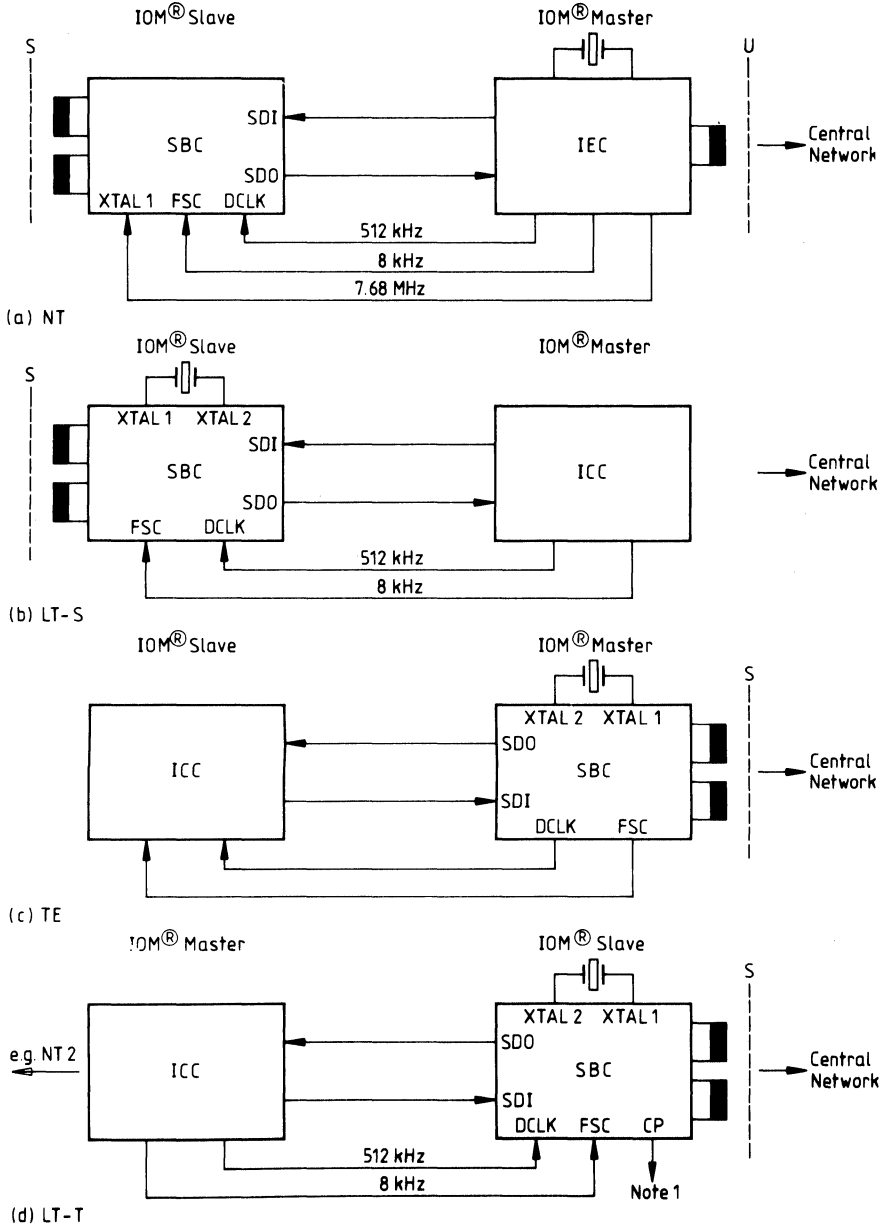 IOM® Slave
IOM® Master
S
U
SDI
SBC
IEC
SDO
XTAL 1 FSC DCLK
Central
Network
512 kHz
8 kHz
7.68 MHz
(a) NT
IOM® Slave
IOM® Master
S
XTAL 1 XTAL 2
SDI
SBC
ICC
SDO
FSC DCLK
Central
Network
512 kHz
8 kHz
(b) LT-S
IOM® Slave
IOM® Master
S
XTAL 2 XTAL 1
SDO
ICC
SBC
SDI
DCLK FSC
Central
Network
(c) TE
IOM® Master
IOM® Slave
S
XTAL 2 XTAL 1
SDO
e.g. NT 2
ICC
SBC
SDI
DCLK FSC CP
Central
Network
512 kHz
8 kHz
Note 1
(d) LT-T